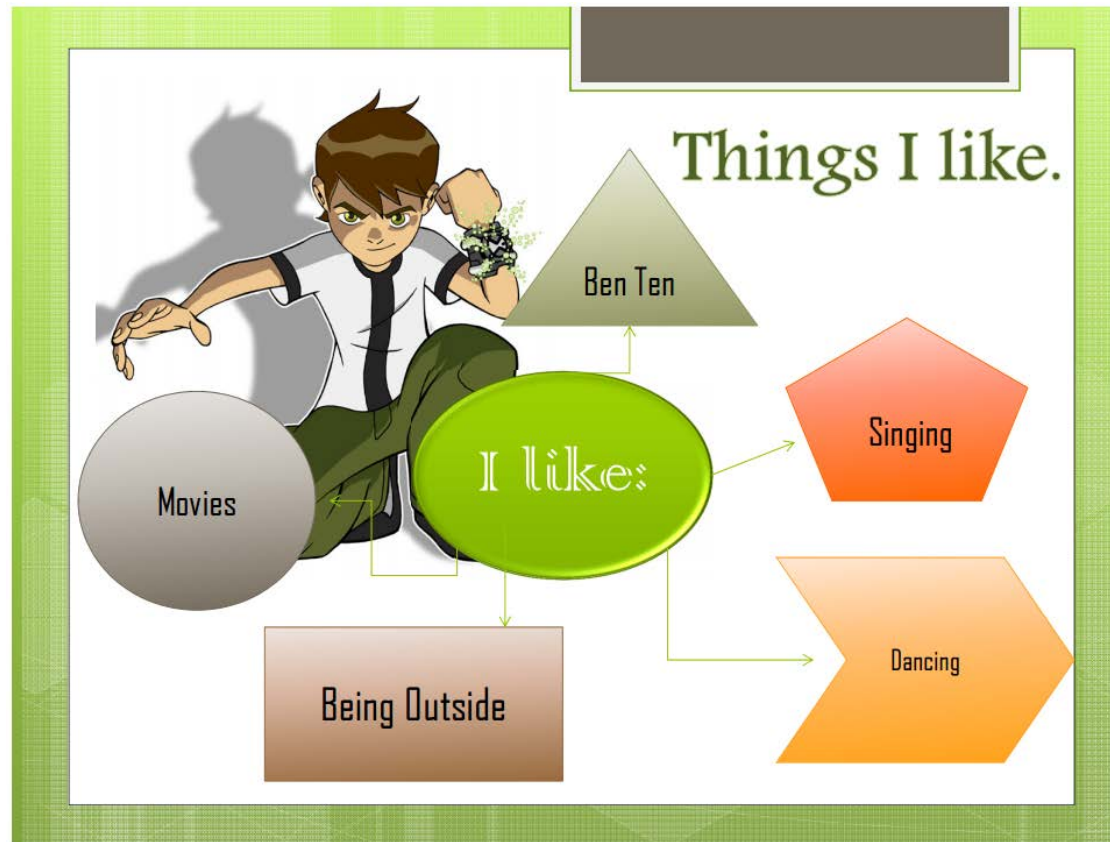 Things I like.
Ben Ten
Singing
I like:
Movies
Dancing
Being Outside